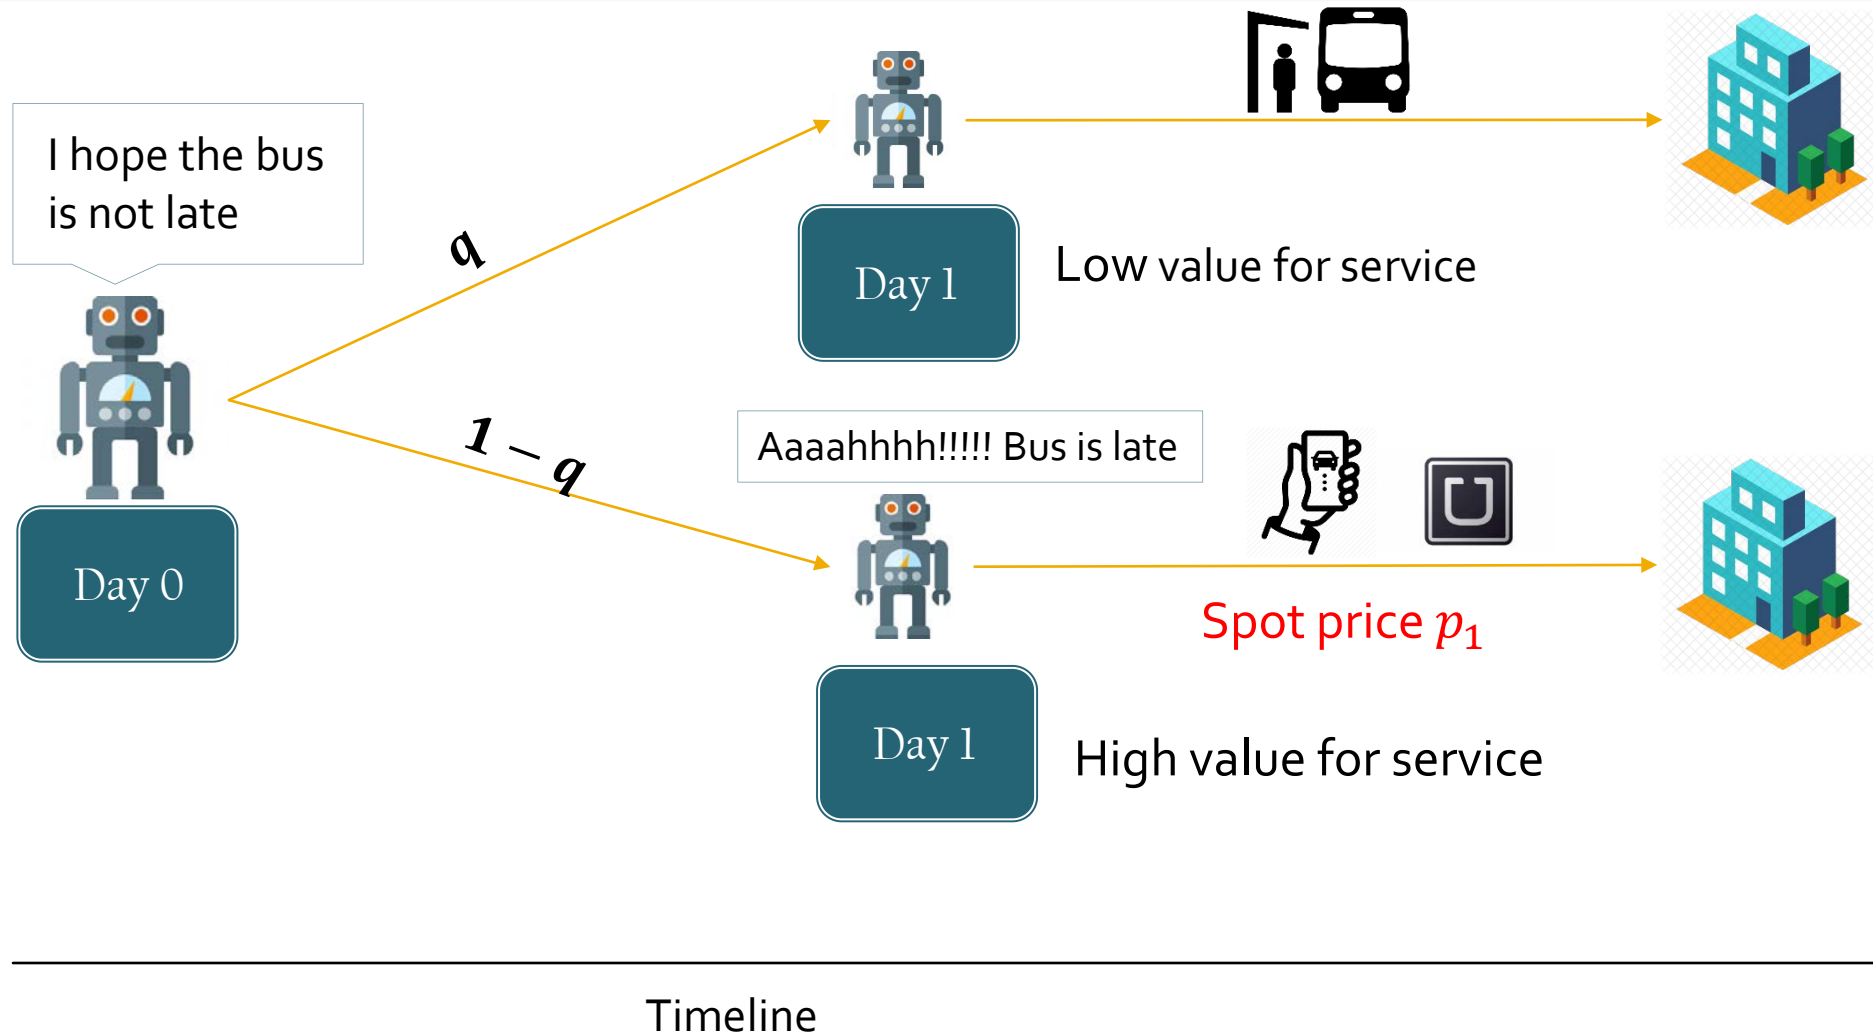 I hope the bus
is not late
q
Day 1
Low value for service
1 − q
Aaaahhhh!!!!! Bus is late
U
Day 0
Spot price p₁
Day 1
High value for service
Timeline